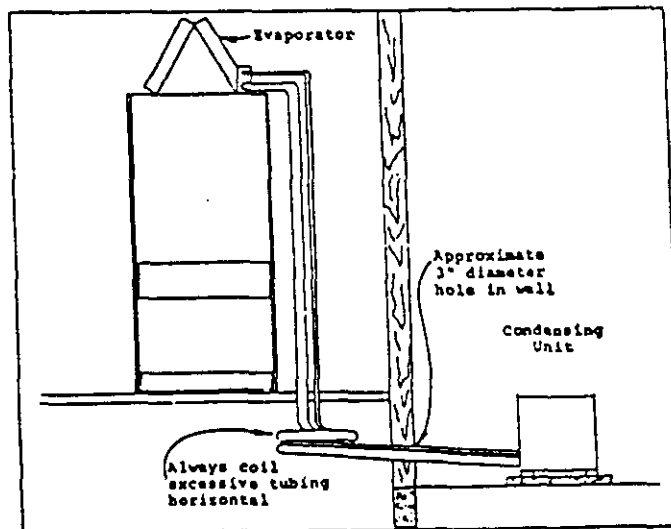 Evaporator
Approximate
3" diameter
hole in wall
Condensing
Unit
Always coil
excessive tubing
horizontal